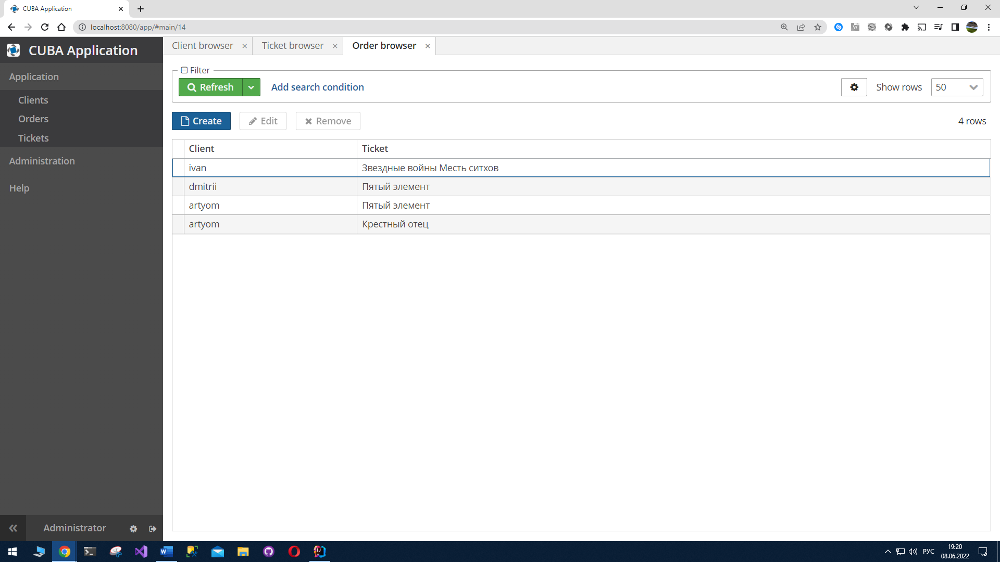 CUBA Application
localhost:8080/app/#main/14
CUBA Application
Client browser
Ticket browser
Order browser
Application
Clients
Orders
Tickets
Administration
Help
Filter
Refresh
Add search condition
Show rows
50
Create
Edit
Remove
4 rows
Client Ticket
ivan Звездные войны Месть ситхов
dmitrii Пятый элемент
artyom Пятый элемент
artyom Крестный отец
Administrator
РУС
19:20
08.06.2022